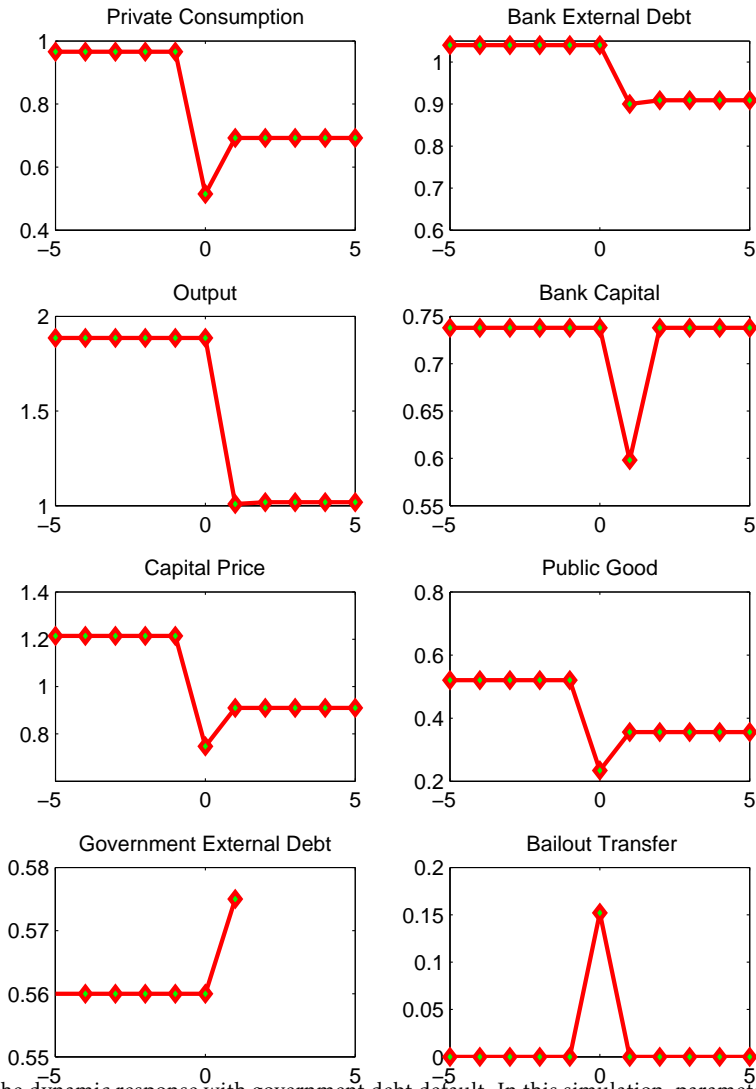 Private Consumption
1
0.8
0.6
0.4
−5 0 5
Bank External Debt
1
0.9
0.8
0.7
0.6
−5 0 5
Output
2
1.5
1
−5 0 5
Bank Capital
0.75
0.7
0.65
0.6
0.55
−5 0 5
Capital Price
1.4
1.2
1
0.8
−5 0 5
Public Good
0.8
0.6
0.4
0.2
−5 0 5
Government External Debt
0.58
0.57
0.56
0.55
−5 0 5
Bailout Transfer
0.2
0.15
0.1
0.05
0
−5 0 5
dynamic response with government debt default. In this simulation,